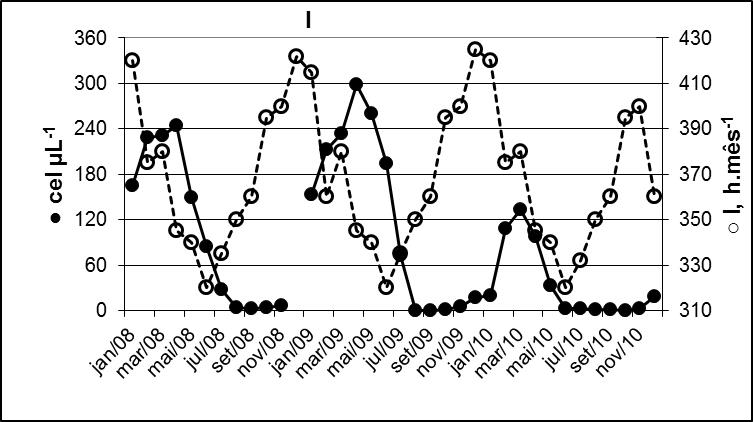 I
360
300
240
180
120
60
0
● cel µL-1
430
410
390
370
350
330
310
○ I, h.mês-1
jan/08
mar/08
mai/08
jul/08
set/08
nov/08
jan/09
mar/09
mai/09
jul/09
set/09
nov/09
jan/10
mar/10
mai/10
jul/10
set/10
nov/10